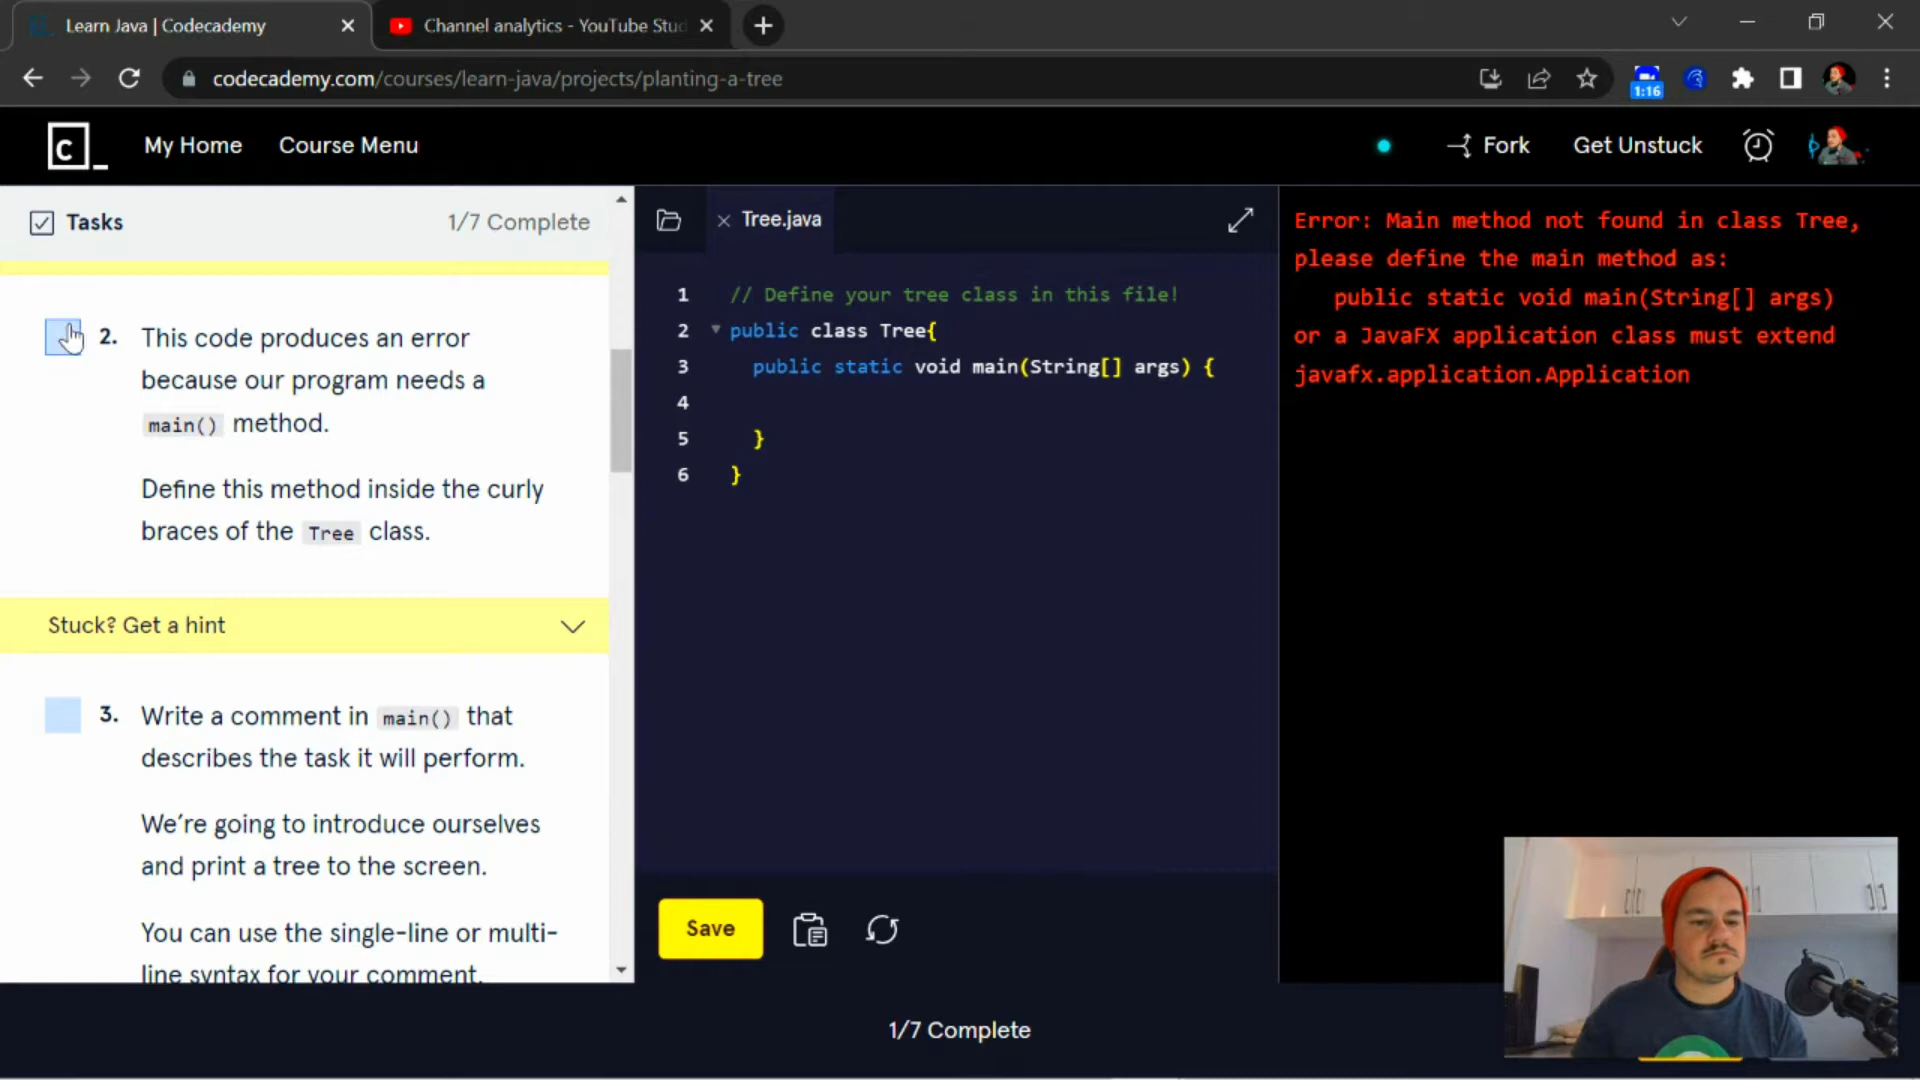 Learn Java | Codecademy
Channel analytics - YouTube Stud
codecademy.com/courses/learn-java/projects/planting-a-tree
1:16
c_
My Home
Course Menu
Fork
Get Unstuck
Tasks
1/7 Complete
2. This code produces an error
because our program needs a
main() method.
Define this method inside the curly
braces of the Tree class.
Stuck? Get a hint
3. Write a comment in main() that
describes the task it will perform.
We're going to introduce ourselves
and print a tree to the screen.
You can use the single-line or multi-
line syntax for your comment.
Tree.java
1 // Define your tree class in this file!
2 public class Tree{
3 public static void main(String[] args) {
4
5 }
6 }
Save
Error: Main method not found in class Tree,
please define the main method as:
public static void main(String[] args)
or a JavaFX application class must extend
javafx.application.Application
1/7 Complete